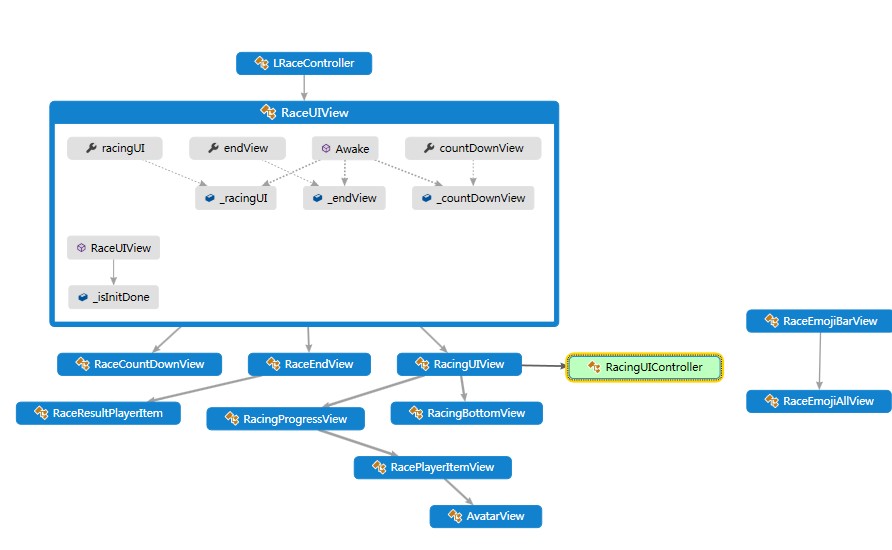 LRaceController
RaceUIView
racingUI
endView
Awake
countDownView
_racingUI
_endView
_countDownView
RaceUIView
_isInitDone
RaceEmojiBarView
RaceCountDownView
RaceEndView
RacingUIView
RacingUIController
RaceEmojiAllView
RaceResultPlayerItem
RacingProgressView
RacingBottomView
RacePlayerItemView
AvatarView